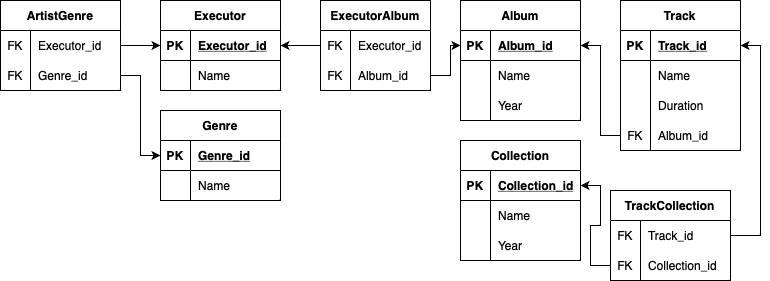 ArtistGenre
FK Executor_id
FK Genre_id
Executor
PK Executor_id
Name
ExecutorAlbum
FK Executor_id
FK Album_id
Album
PK Album_id
Name
Year
Track
PK Track_id
Name
Duration
FK Album_id
Genre
PK Genre_id
Name
Collection
PK Collection_id
Name
Year
TrackCollection
FK Track_id
FK Collection_id